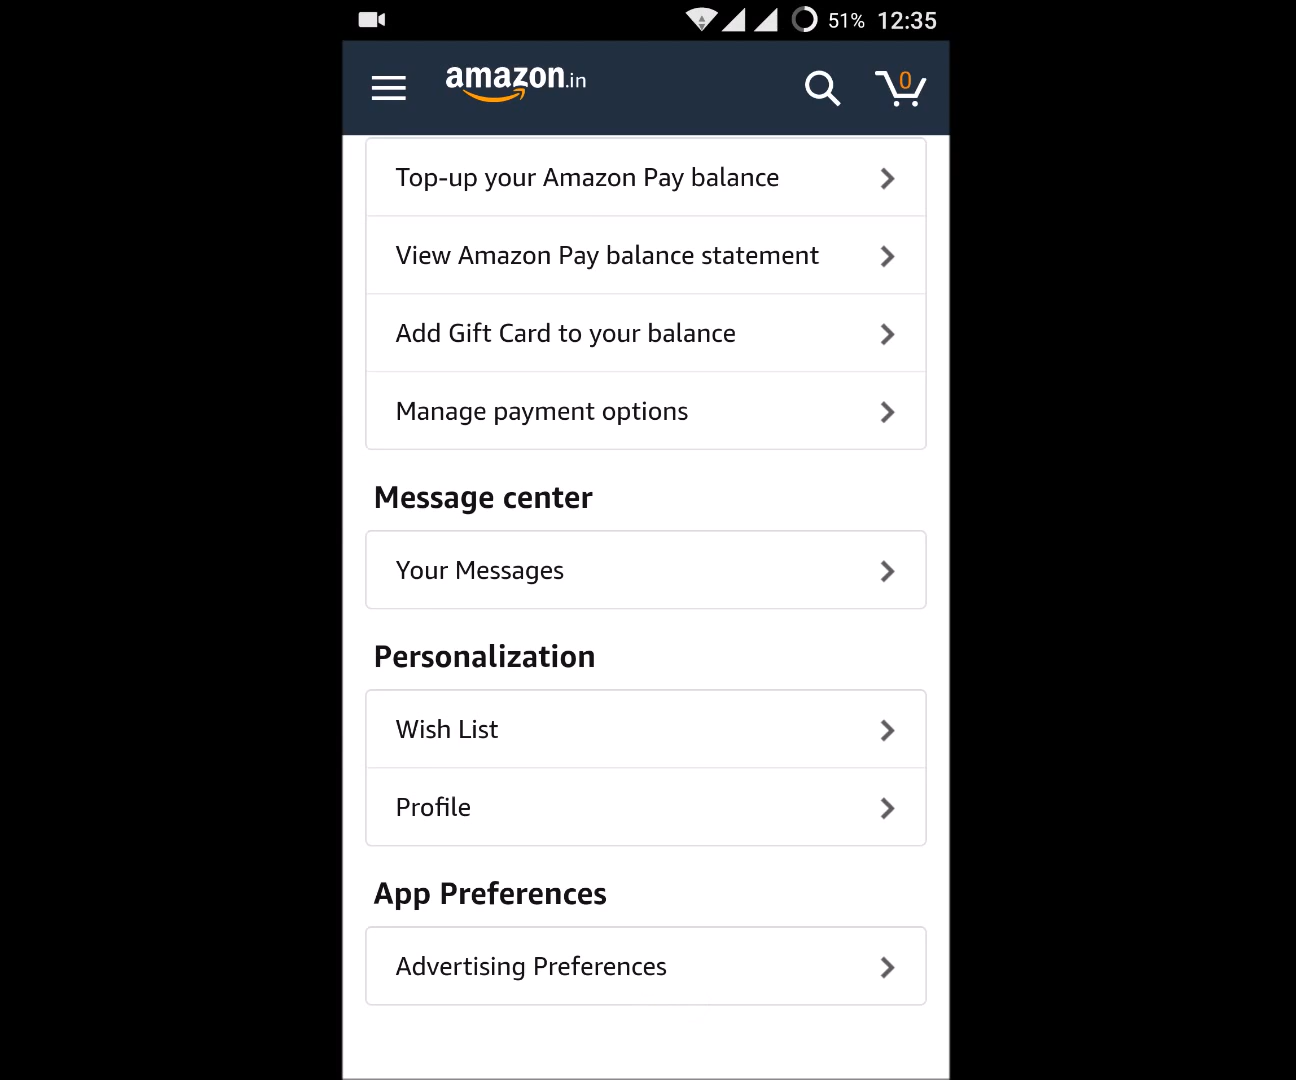 51% 12:35
amazon.in
0
Top-up your Amazon Pay balance
View Amazon Pay balance statement
Add Gift Card to your balance
Manage payment options
Message center
Your Messages
Personalization
Wish List
Profile
App Preferences
Advertising Preferences